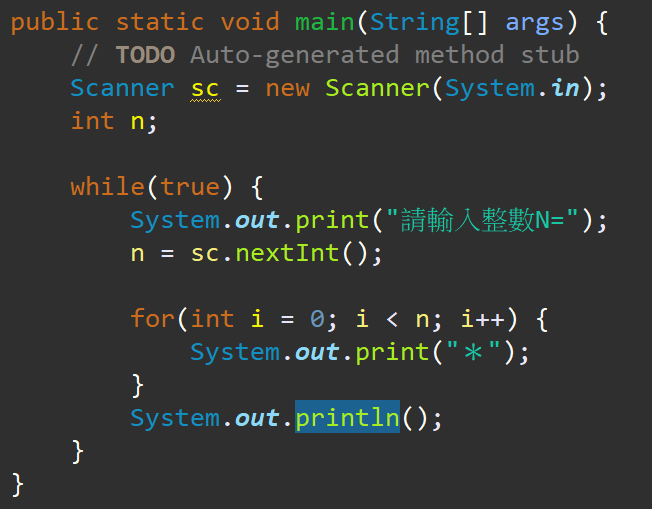 public static void main(String[] args) {
    // TODO Auto-generated method stub
    Scanner sc = new Scanner(System.in);
    int n;

    while(true) {
        System.out.print("請輸入整數N=");
        n = sc.nextInt();

        for(int i = 0; i < n; i++) {
            System.out.print("＊");
        }
        System.out.println();
    }
}